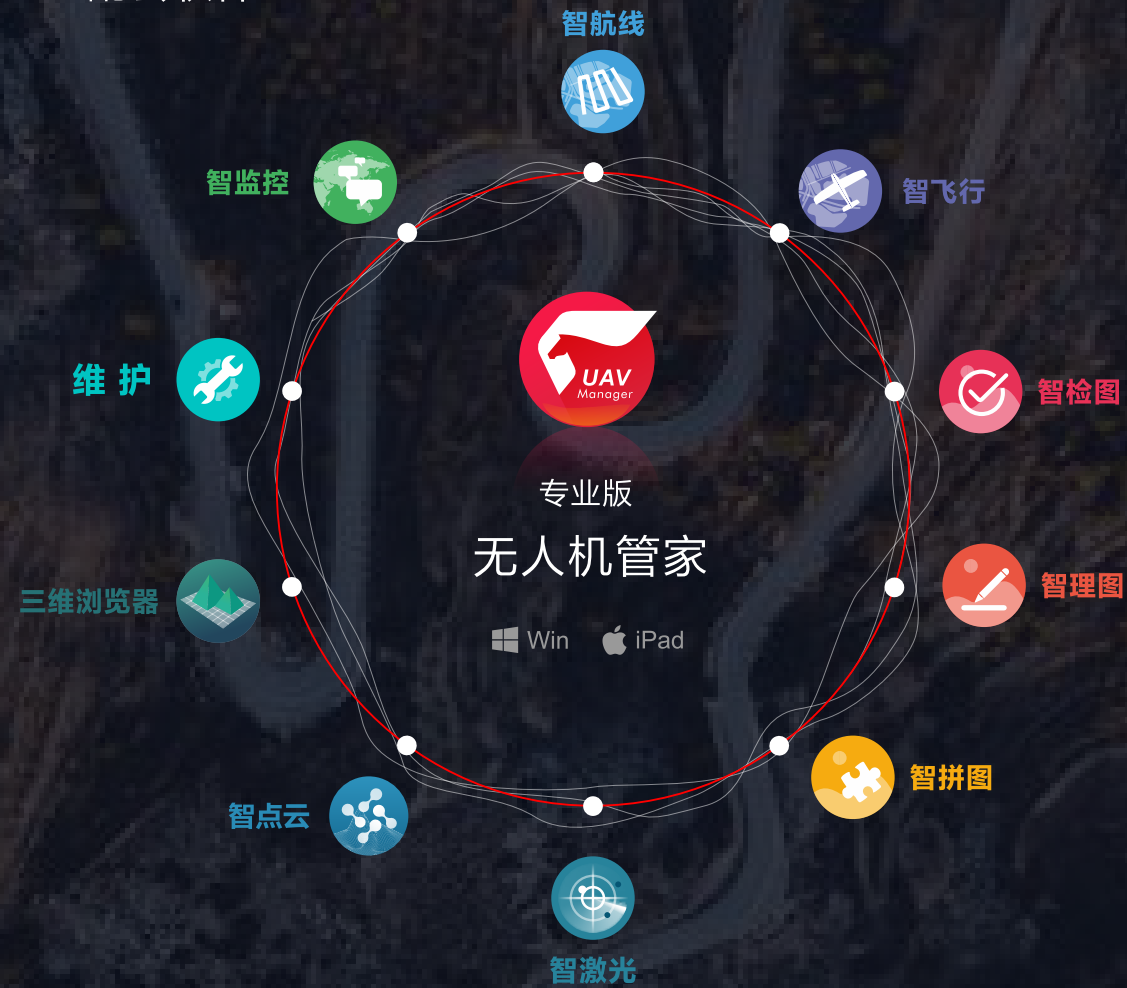 智航线
智监控
智飞行
维护
智检图
UAV
Manager
专业版
无人机管家
三维浏览器
智理图
Win
iPad
智拼图
智点云
智激光